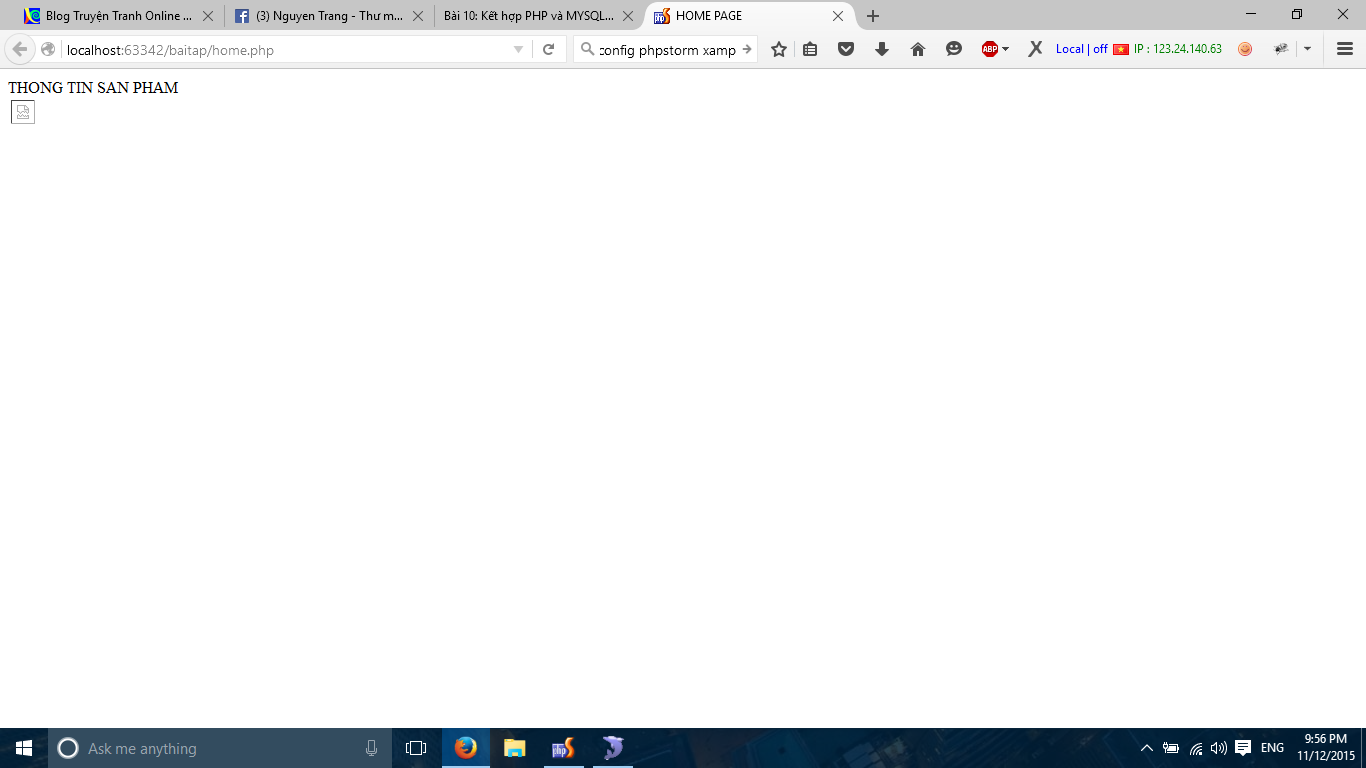 Blog Truyện Tranh Online ...
(3) Nguyen Trang - Thư m...
Bài 10: Kết hợp PHP và MYSQL...
HOME PAGE
localhost:63342/baitap/home.php
config phpstorm xamp
ABP
Local | off
IP : 123.24.140.63
THONG TIN SAN PHAM
Ask me anything
ENG
9:56 PM
11/12/2015